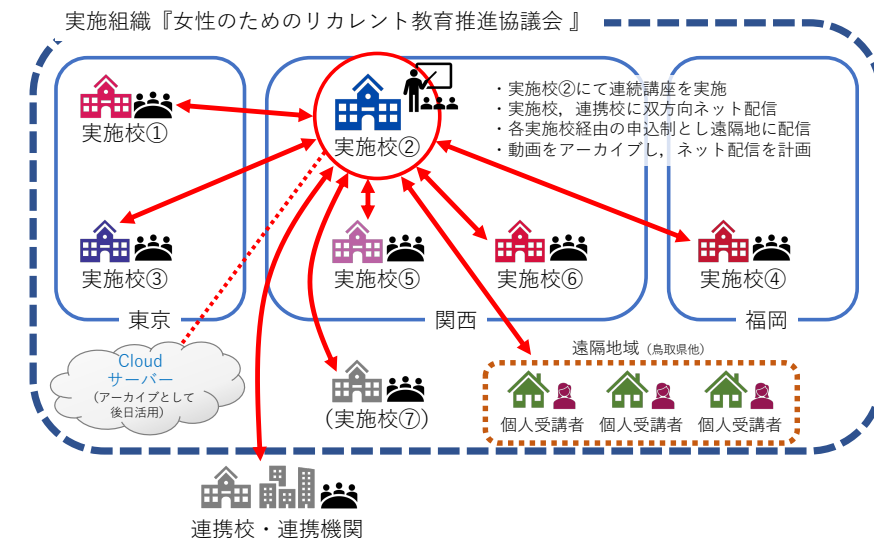 実施組織『女性のためのリカレント教育推進協議会 』
・実施校②にて連続講座を実施
・実施校，連携校に双方向ネット配信
・各実施校経由の申込制とし遠隔地に配信
・動画をアーカイブし，ネット配信を計画
実施校①
実施校②
実施校③
実施校⑤
実施校⑥
実施校④
東京
関西
福岡
Cloud
サーバー
（アーカイブとして
後日活用）
遠隔地域（鳥取県他）
（実施校⑦）
個人受講者
個人受講者
個人受講者
連携校・連携機関